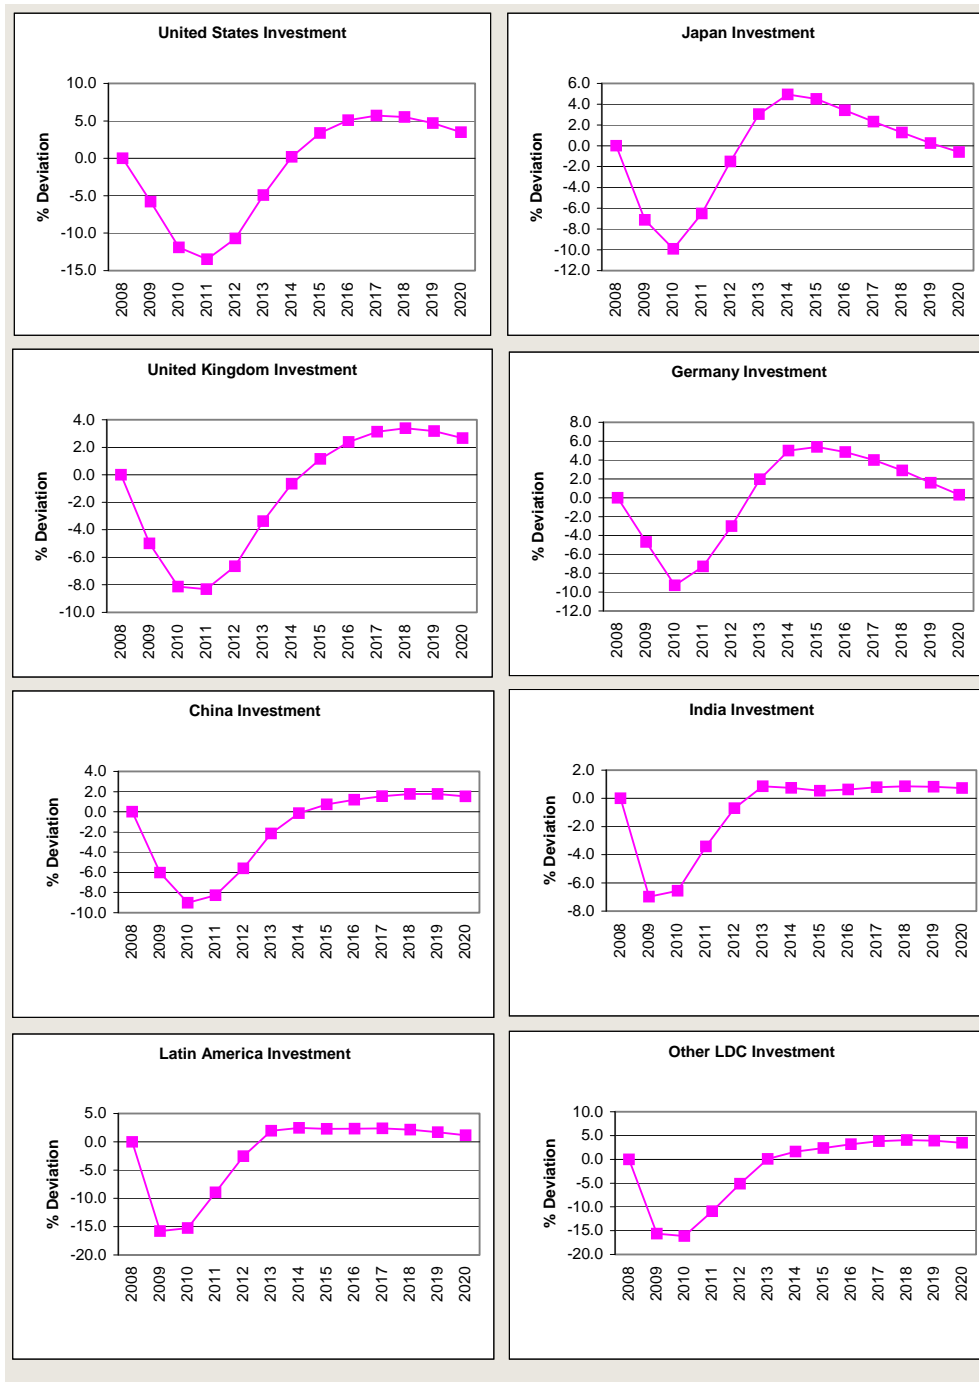 United States Investment
% Deviation
10.0
5.0
0.0
-5.0
-10.0
-15.0
2008 2009 2010 2011 2012 2013 2014 2015 2016 2017 2018 2019 2020
Japan Investment
% Deviation
6.0
4.0
2.0
0.0
-2.0
-4.0
-6.0
-8.0
-10.0
-12.0
2008 2009 2010 2011 2012 2013 2014 2015 2016 2017 2018 2019 2020
United Kingdom Investment
% Deviation
4.0
2.0
0.0
-2.0
-4.0
-6.0
-8.0
-10.0
2008 2009 2010 2011 2012 2013 2014 2015 2016 2017 2018 2019 2020
Germany Investment
% Deviation
8.0
6.0
4.0
2.0
0.0
-2.0
-4.0
-6.0
-8.0
-10.0
-12.0
2008 2009 2010 2011 2012 2013 2014 2015 2016 2017 2018 2019 2020
China Investment
% Deviation
4.0
2.0
0.0
-2.0
-4.0
-6.0
-8.0
-10.0
2008 2009 2010 2011 2012 2013 2014 2015 2016 2017 2018 2019 2020
India Investment
% Deviation
2.0
0.0
-2.0
-4.0
-6.0
-8.0
2008 2009 2010 2011 2012 2013 2014 2015 2016 2017 2018 2019 2020
Latin America Investment
% Deviation
5.0
0.0
-5.0
-10.0
-15.0
-20.0
2008 2009 2010 2011 2012 2013 2014 2015 2016 2017 2018 2019 2020
Other LDC Investment
% Deviation
10.0
5.0
0.0
-5.0
-10.0
-15.0
-20.0
2008 2009 2010 2011 2012 2013 2014 2015 2016 2017 2018 2019 2020